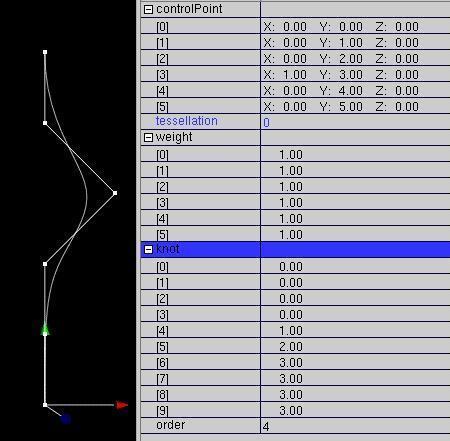 controlPoint
[0] X: 0.00 Y: 0.00 Z: 0.00
[1] X: 0.00 Y: 1.00 Z: 0.00
[2] X: 0.00 Y: 2.00 Z: 0.00
[3] X: 1.00 Y: 3.00 Z: 0.00
[4] X: 0.00 Y: 4.00 Z: 0.00
[5] X: 0.00 Y: 5.00 Z: 0.00
tessellation 0
weight
[0] 1.00
[1] 1.00
[2] 1.00
[3] 1.00
[4] 1.00
[5] 1.00
knot
[0] 0.00
[1] 0.00
[2] 0.00
[3] 0.00
[4] 1.00
[5] 2.00
[6] 3.00
[7] 3.00
[8] 3.00
[9] 3.00
order 4